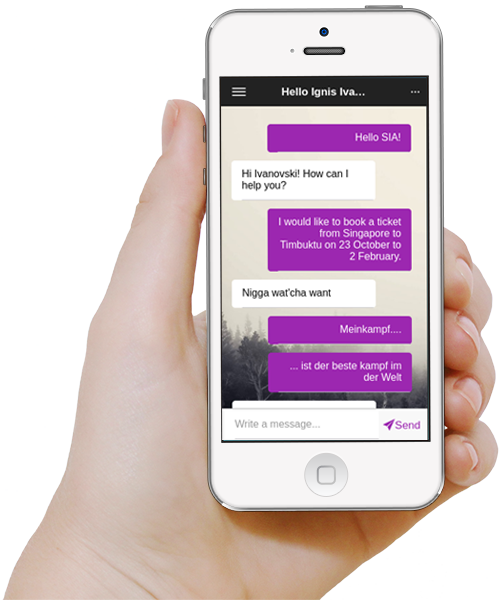 Hello Ignis Iva...
Hello SIA!
Hi Ivanovski! How can I
help you?
I would like to book a ticket
from Singapore to
Timbuktu on 23 October to
2 February.
Nigga wat'cha want
Meinkampf....
... ist der beste kampf im
der Welt
Write a message...
Send